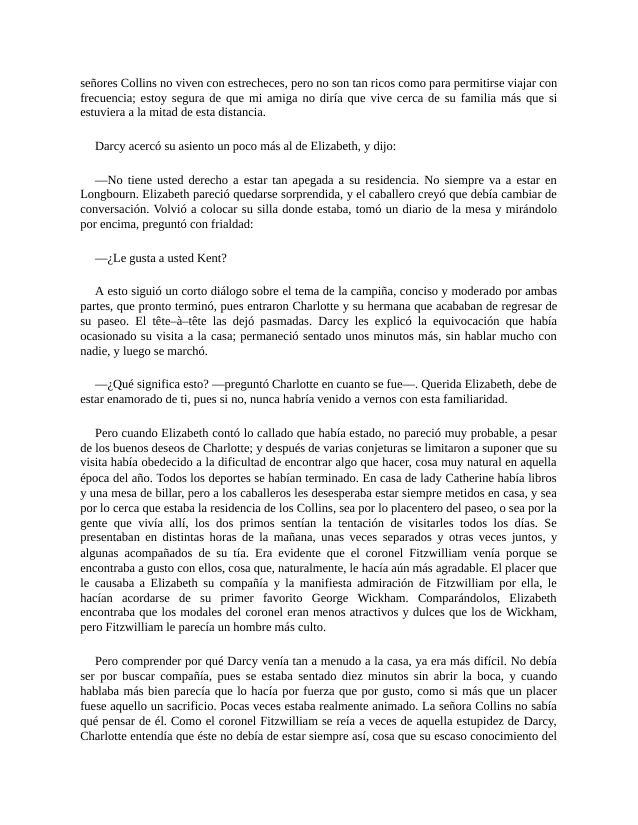 señores Collins no viven con estrecheces, pero no son tan ricos como para permitirse viajar con
frecuencia; estoy segura de que mi amiga no diría que vive cerca de su familia más que si
estuviera a la mitad de esta distancia.
Darcy acercó su asiento un poco más al de Elizabeth, y dijo:
—No tiene usted derecho a estar tan apegada a su residencia. No siempre va a estar en
Longbourn. Elizabeth pareció quedarse sorprendida, y el caballero creyó que debía cambiar de
conversación. Volvió a colocar su silla donde estaba, tomó un diario de la mesa y mirándolo
por encima, preguntó con frialdad:
—¿Le gusta a usted Kent?
A esto siguió un corto diálogo sobre el tema de la campiña, conciso y moderado por ambas
partes, que pronto terminó, pues entraron Charlotte y su hermana que acababan de regresar de
su paseo. El tête–à–tête las dejó pasmadas. Darcy les explicó la equivocación que había
ocasionado su visita a la casa; permaneció sentado unos minutos más, sin hablar mucho con
nadie, y luego se marchó.
—¿Qué significa esto? —preguntó Charlotte en cuanto se fue—. Querida Elizabeth, debe de
estar enamorado de ti, pues si no, nunca habría venido a vernos con esta familiaridad.
Pero cuando Elizabeth contó lo callado que había estado, no pareció muy probable, a pesar
de los buenos deseos de Charlotte; y después de varias conjeturas se limitaron a suponer que su
visita había obedecido a la dificultad de encontrar algo que hacer, cosa muy natural en aquella
época del año. Todos los deportes se habían terminado. En casa de lady Catherine había libros
y una mesa de billar, pero a los caballeros les desesperaba estar siempre metidos en casa, y sea
por lo cerca que estaba la residencia de los Collins, sea por lo placentero del paseo, o sea por la
gente que vivía allí, los dos primos sentían la tentación de visitarles todos los días. Se
presentaban en distintas horas de la mañana, unas veces separados y otras veces juntos, y
algunas acompañados de su tía. Era evidente que el coronel Fitzwilliam venía porque se
encontraba a gusto con ellos, cosa que, naturalmente, le hacía aún más agradable. El placer que
le causaba a Elizabeth su compañía y la manifiesta admiración de Fitzwilliam por ella, le
hacían acordarse de su primer favorito George Wickham. Comparándolos, Elizabeth
encontraba que los modales del coronel eran menos atractivos y dulces que los de Wickham,
pero Fitzwilliam le parecía un hombre más culto.
Pero comprender por qué Darcy venía tan a menudo a la casa, ya era más difícil. No debía
ser por buscar compañía, pues se estaba sentado diez minutos sin abrir la boca, y cuando
hablaba más bien parecía que lo hacía por fuerza que por gusto, como si más que un placer
fuese aquello un sacrificio. Pocas veces estaba realmente animado. La señora Collins no sabía
qué pensar de él. Como el coronel Fitzwilliam se reía a veces de aquella estupidez de Darcy,
Charlotte entendía que éste no debía de estar siempre así, cosa que su escaso conocimiento del